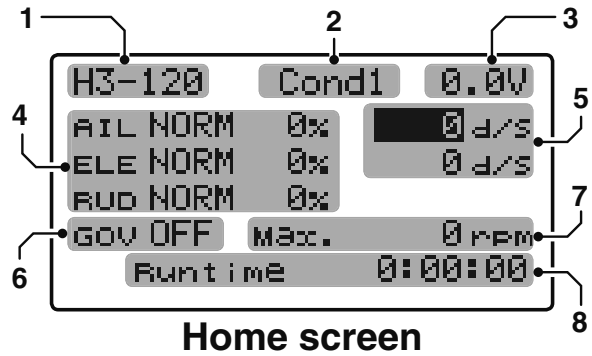 1 2 3
H3-120 Cond1 0.0V
4 AIL NORM 0% 0 d/S 5
ELE NORM 0% 0 d/S
RUD NORM 0%
7
GOV OFF Max. 0 rpm
6 Runtime 0:00:00
8
Home screen